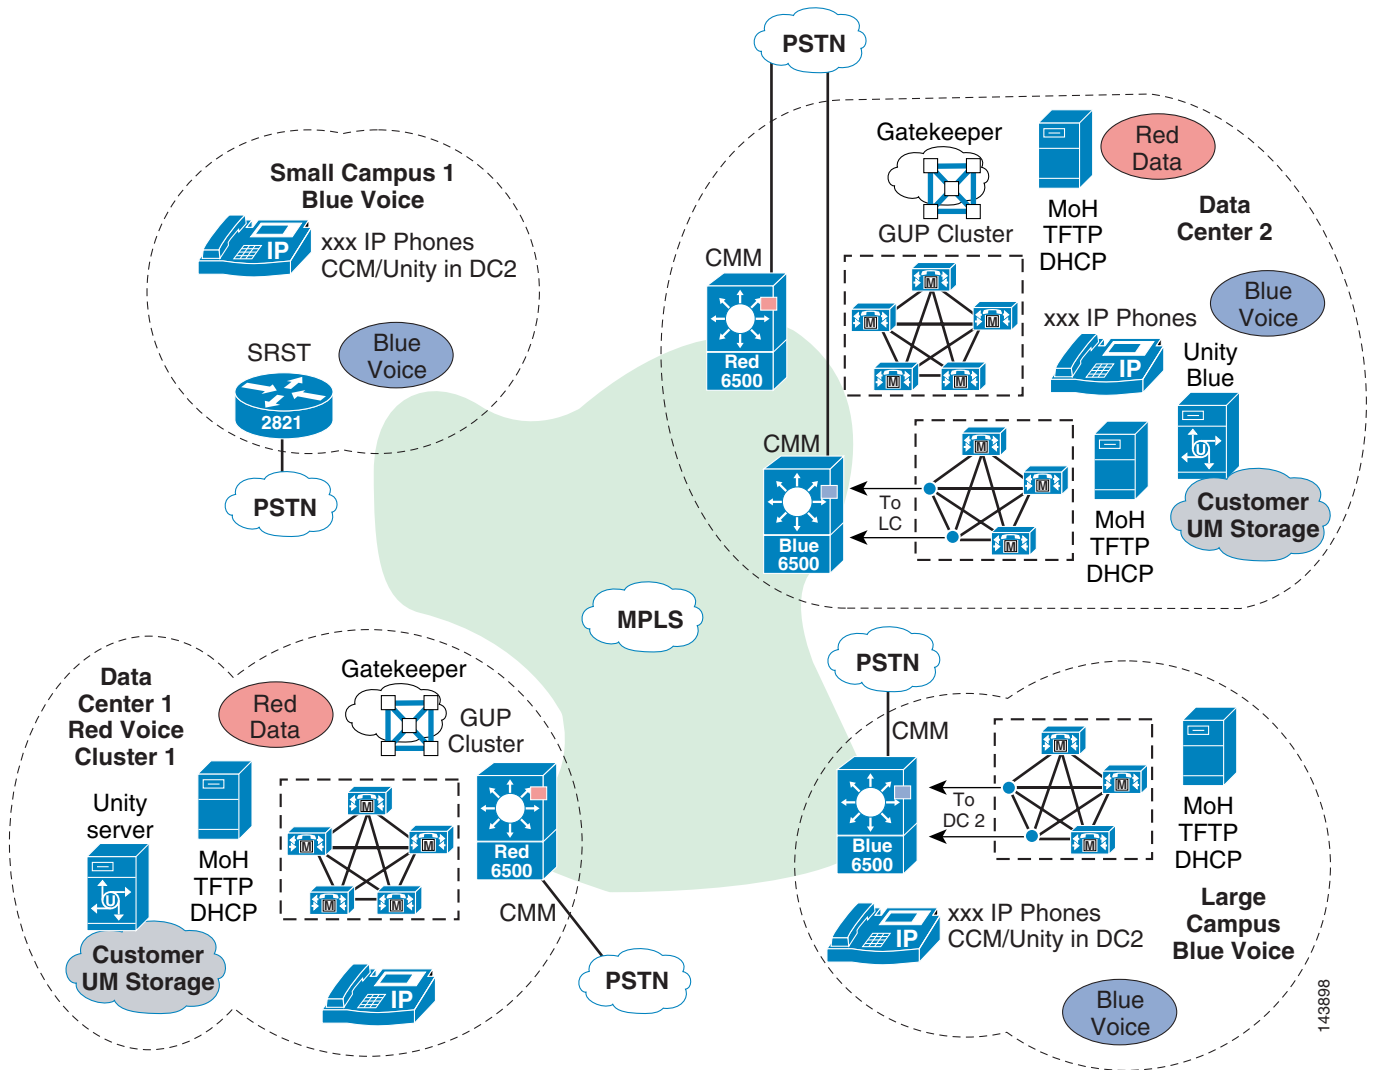 PSTN
Small Campus 1
Blue Voice
IP
xxx IP Phones
CCM/Unity in DC2
SRST
Blue
Voice
2821
PSTN
Gatekeeper
GUP Cluster
Red
Data
MoH
TFTP
DHCP
Data
Center 2
CMM
Red
6500
M
M
M
M
M
Blue
Voice
xxx IP Phones
IP
Unity
Blue
U
Customer
UM Storage
CMM
Blue
6500
To
LC
M
M
M
MoH
TFTP
DHCP
MPLS
Data
Center 1
Red Voice
Cluster 1
Red
Data
Gatekeeper
GUP
Cluster
Unity
server
U
Customer
UM Storage
MoH
TFTP
DHCP
M
M
M
M
M
Red
6500
CMM
PSTN
IP
PSTN
CMM
Blue
6500
To
DC 2
M
M
M
MoH
TFTP
DHCP
IP
xxx IP Phones
CCM/Unity in DC2
Large
Campus
Blue Voice
Blue
Voice
143898